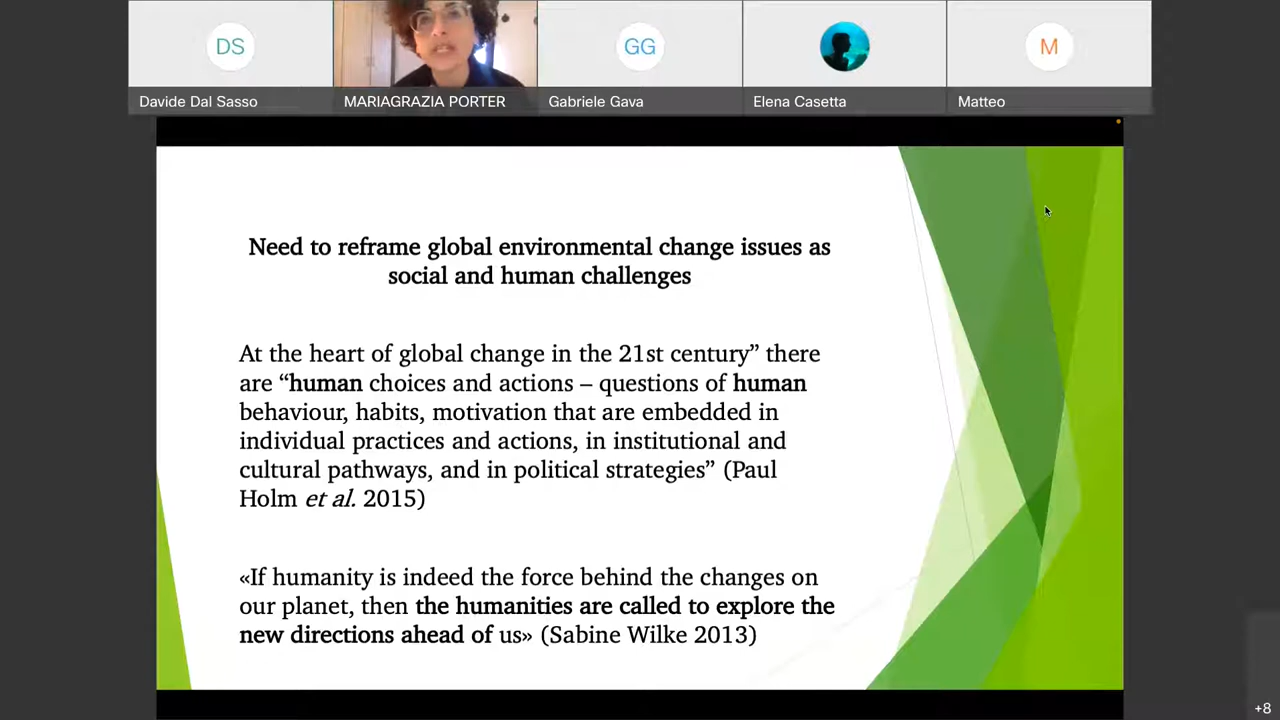 DS
GG
M
Davide Dal Sasso
MARIAGRAZIA PORTER
Gabriele Gava
Elena Casetta
Matteo
Need to reframe global environmental change issues as
social and human challenges
At the heart of global change in the 21st century” there
are “human choices and actions – questions of human
behaviour, habits, motivation that are embedded in
individual practices and actions, in institutional and
cultural pathways, and in political strategies” (Paul
Holm et al. 2015)
«If humanity is indeed the force behind the changes on
our planet, then the humanities are called to explore the
new directions ahead of us» (Sabine Wilke 2013)
+8